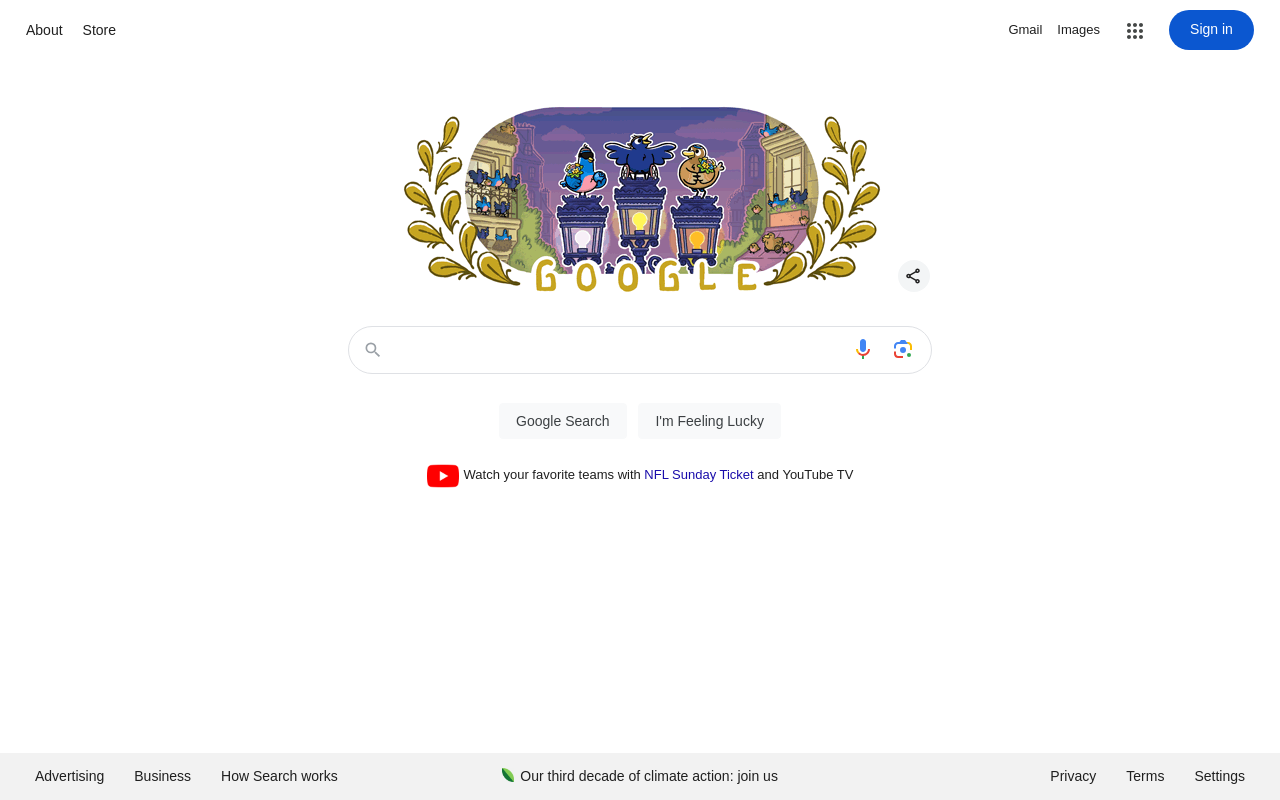 About Store
Gmail Images Sign in
GOOGLE
Google Search I'm Feeling Lucky
Watch your favorite teams with NFL Sunday Ticket and YouTube TV
Advertising Business How Search works Our third decade of climate action: join us Privacy Terms Settings